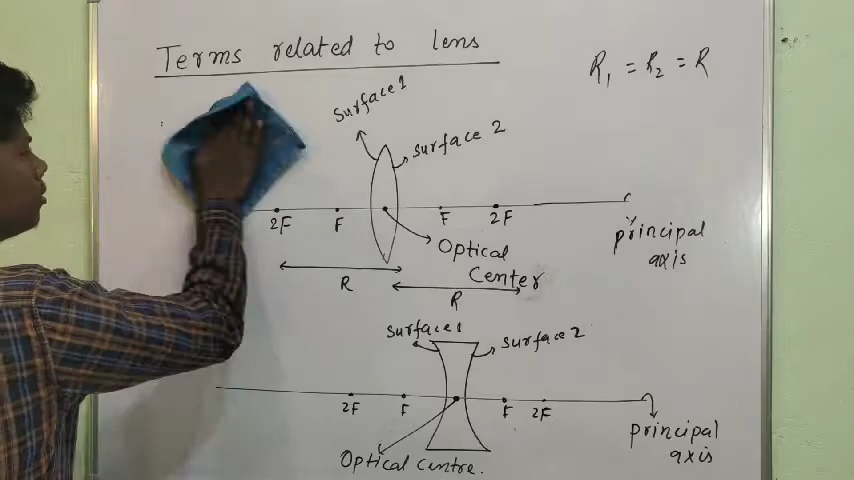 Terms related to lens
R₁ = R₂ = R
Surface 1
Surface 2
2F F F 2F
principal
axis
Optical
Center
R
R
Surface 1
Surface 2
2F F F 2F
principal
axis
Optical centre.